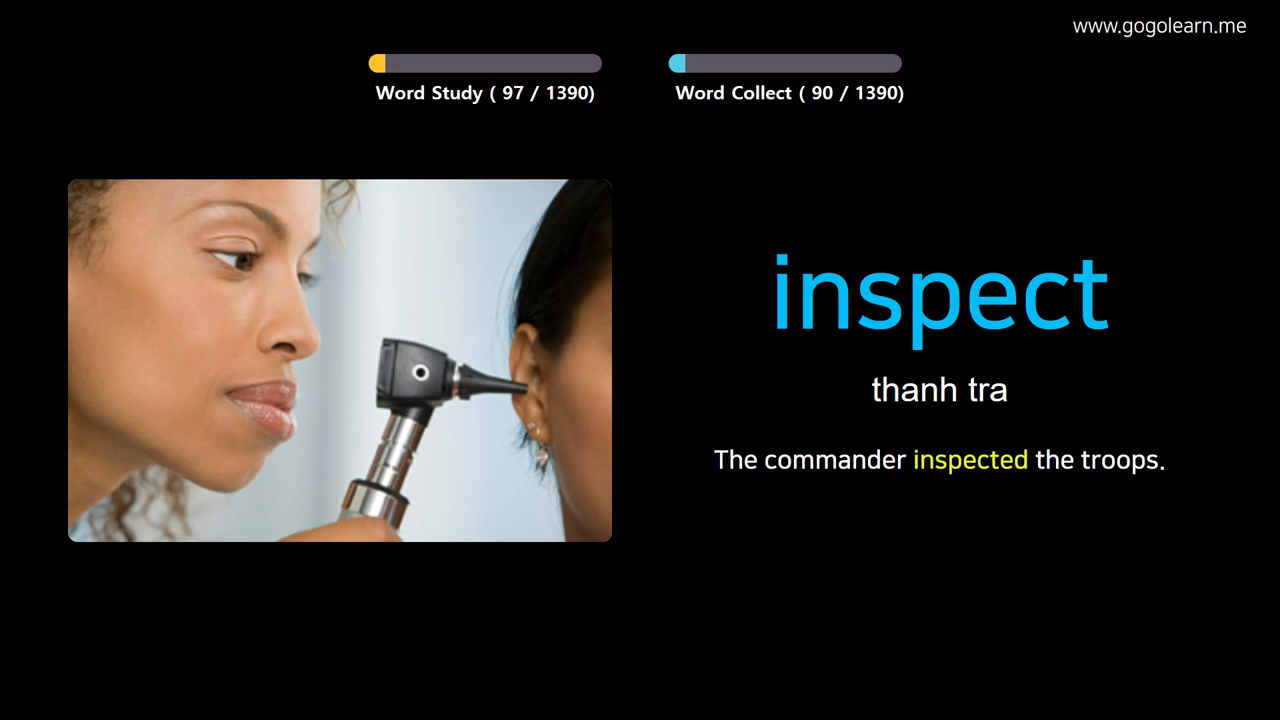 www.gogolearn.me
Word Study ( 97 / 1390)
Word Collect ( 90 / 1390)
inspect
thanh tra
The commander inspected the troops.